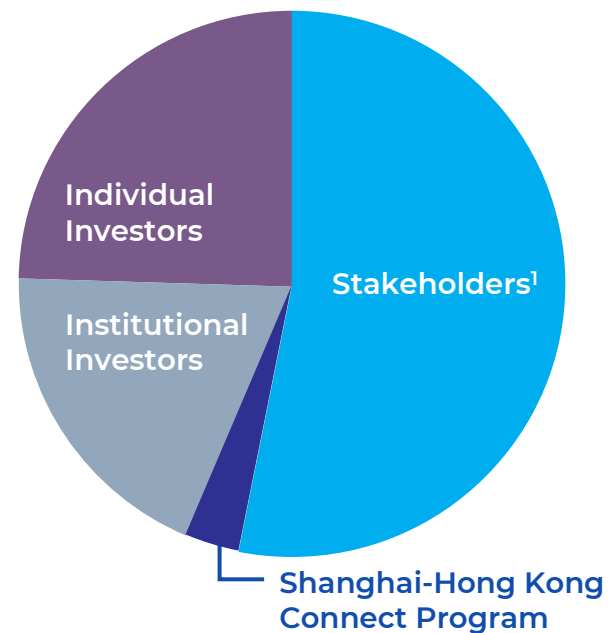 Individual
Investors
Stakeholders¹
Institutional
Investors
Shanghai-Hong Kong
Connect Program